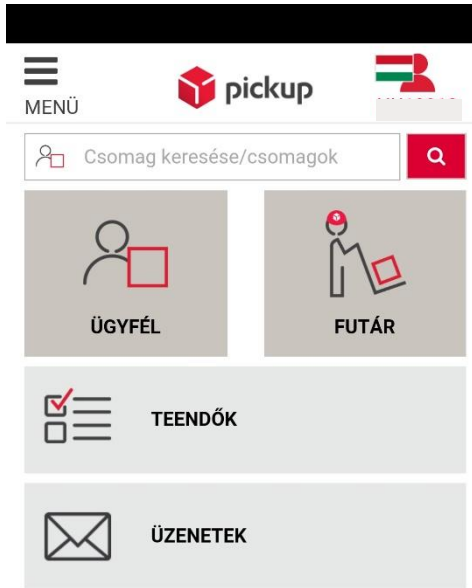 MENÜ
pickup
Csomag keresése/csomagok
ÜGYFÉL
FUTÁR
TEENDŐK
ÜZENETEK